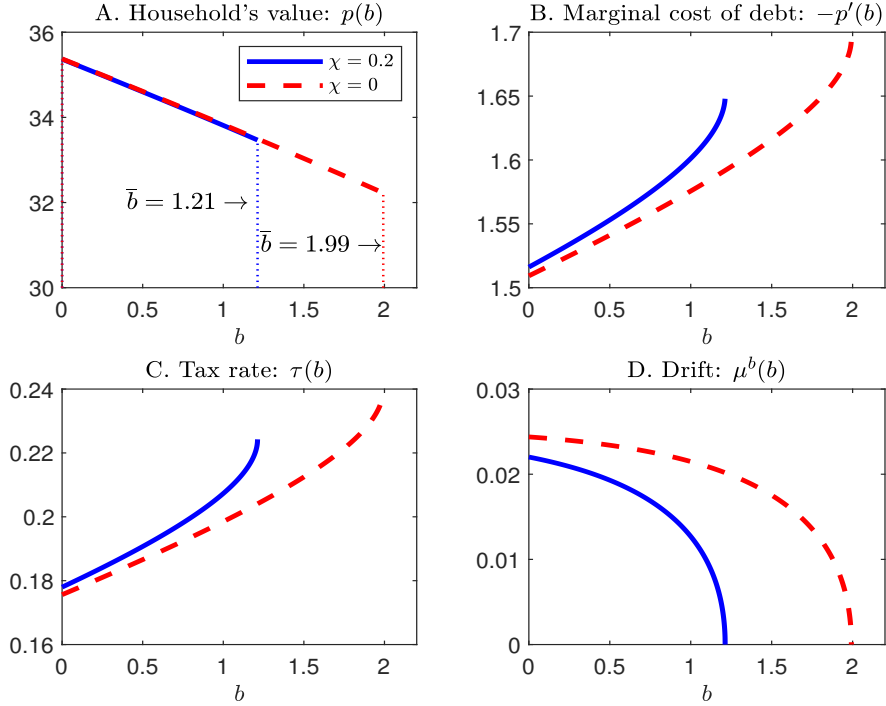 A. Household's value: p(b)
36
34
32
30
χ = 0.2
χ = 0
b̅ = 1.21 →
b̅ = 1.99→
0 0.5 1 1.5 2
b
B. Marginal cost of debt: −p′(b)
1.7
1.65
1.6
1.55
1.5
0 0.5 1 1.5 2
b
C. Tax rate: τ(b)
0.24
0.22
0.2
0.18
0.16
0 0.5 1 1.5 2
b
D. Drift: μᵇ(b)
0.03
0.02
0.01
0
0 0.5 1 1.5 2
b